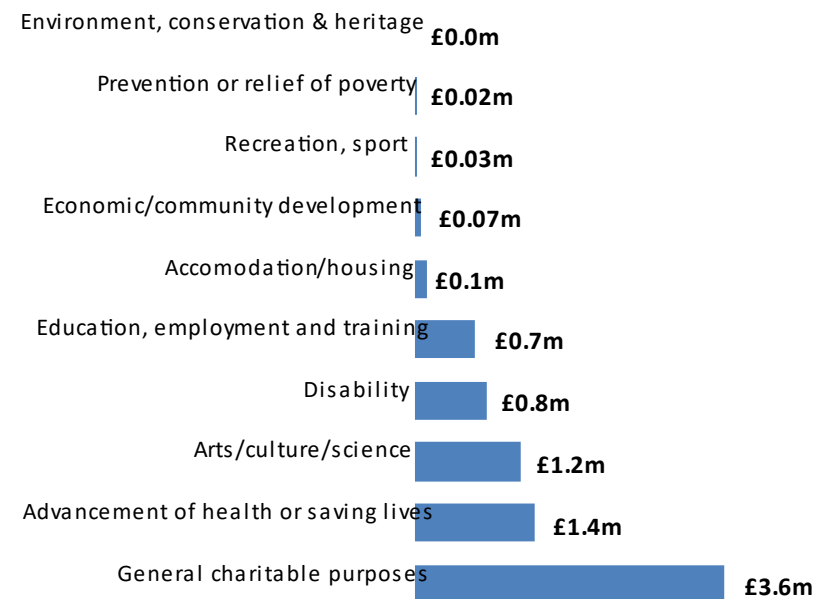 Environment, conservation & heritage £0.0m
Prevention or relief of poverty £0.02m
Recreation, sport £0.03m
Economic/community development £0.07m
Accomodation/housing £0.1m
Education, employment and training £0.7m
Disability £0.8m
Arts/culture/science £1.2m
Advancement of health or saving lives £1.4m
General charitable purposes £3.6m